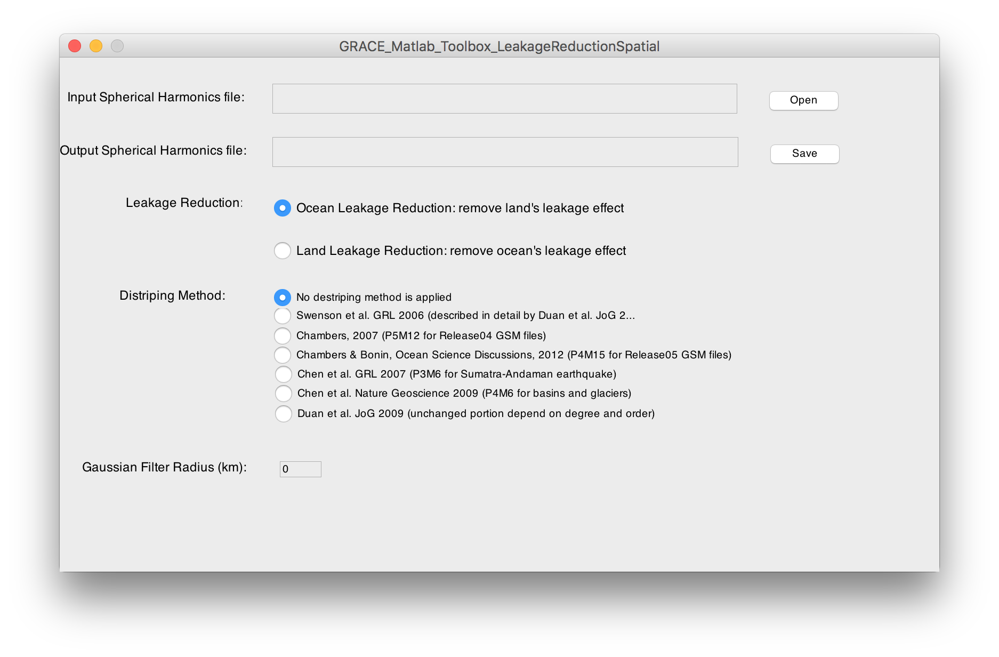 GRACE_Matlab_Toolbox_LeakageReductionSpatial
Input Spherical Harmonics file:
Open
Output Spherical Harmonics file:
Save
Leakage Reduction:
Ocean Leakage Reduction: remove land's leakage effect
Land Leakage Reduction: remove ocean's leakage effect
Distriping Method:
No destriping method is applied
Swenson et al. GRL 2006 (described in detail by Duan et al. JoG 2...
Chambers, 2007 (P5M12 for Release04 GSM files)
Chambers & Bonin, Ocean Science Discussions, 2012 (P4M15 for Release05 GSM files)
Chen et al. GRL 2007 (P3M6 for Sumatra-Andaman earthquake)
Chen et al. Nature Geoscience 2009 (P4M6 for basins and glaciers)
Duan et al. JoG 2009 (unchanged portion depend on degree and order)
Gaussian Filter Radius (km):
0